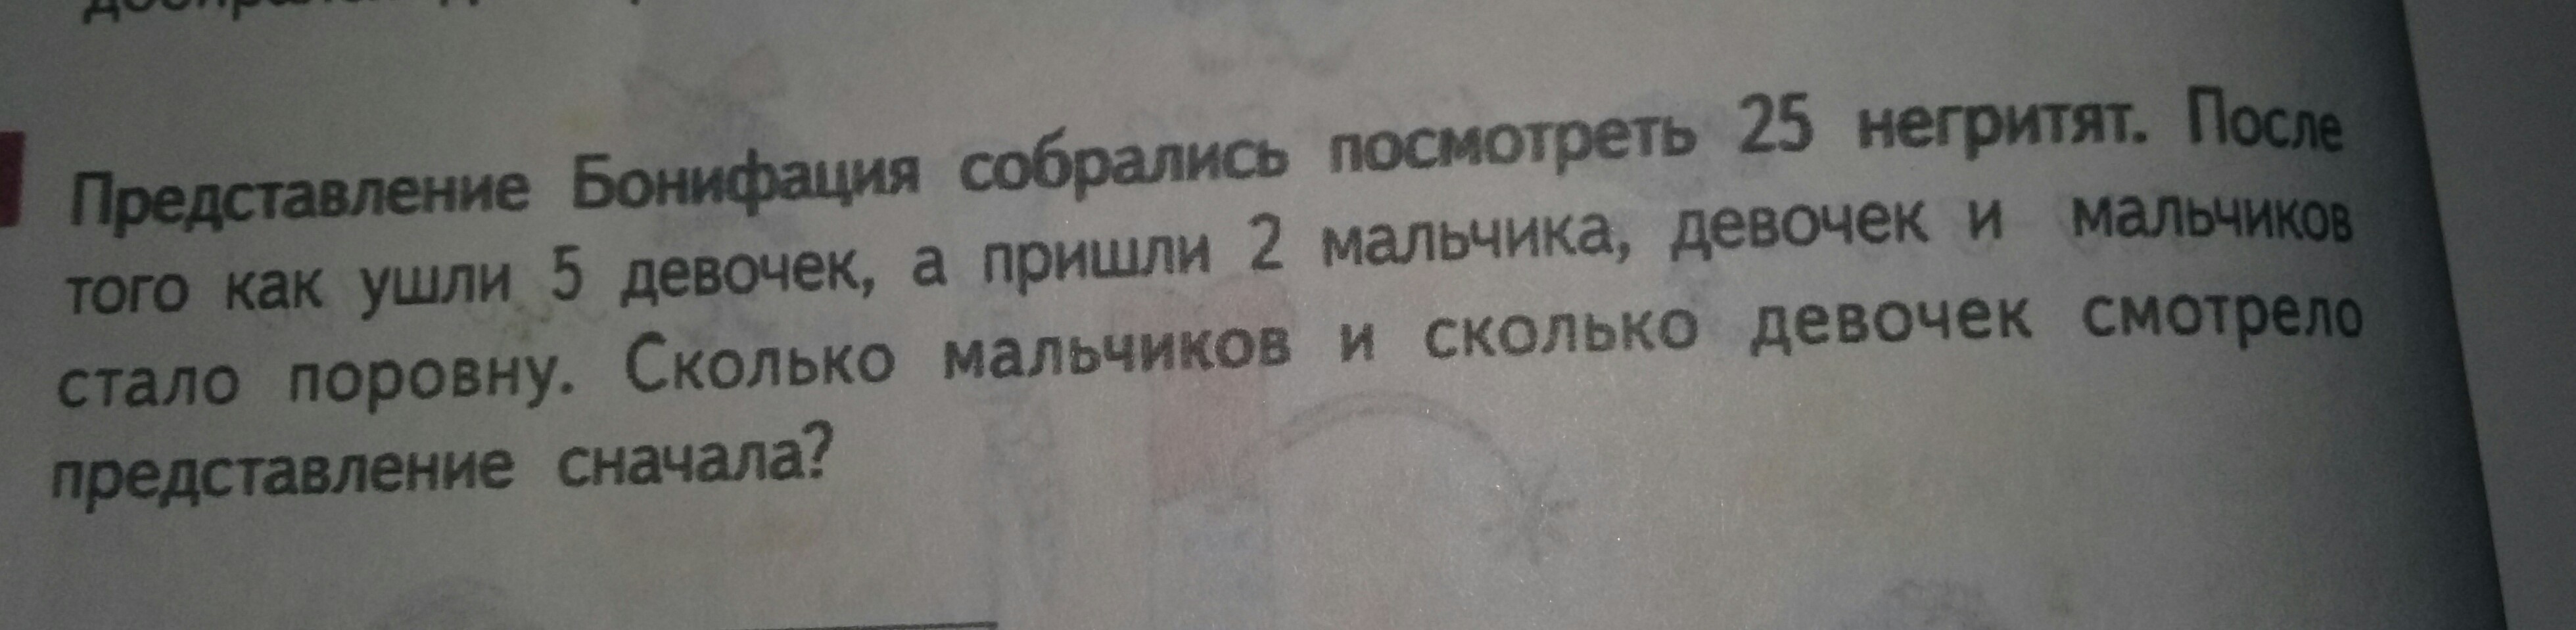 Представление Бонифация собрались посмотреть 25 негритят. После
того как ушли 5 девочек, а пришли 2 мальчика, девочек и мальчиков
стало поровну. Сколько мальчиков и сколько девочек смотрело
представление сначала?